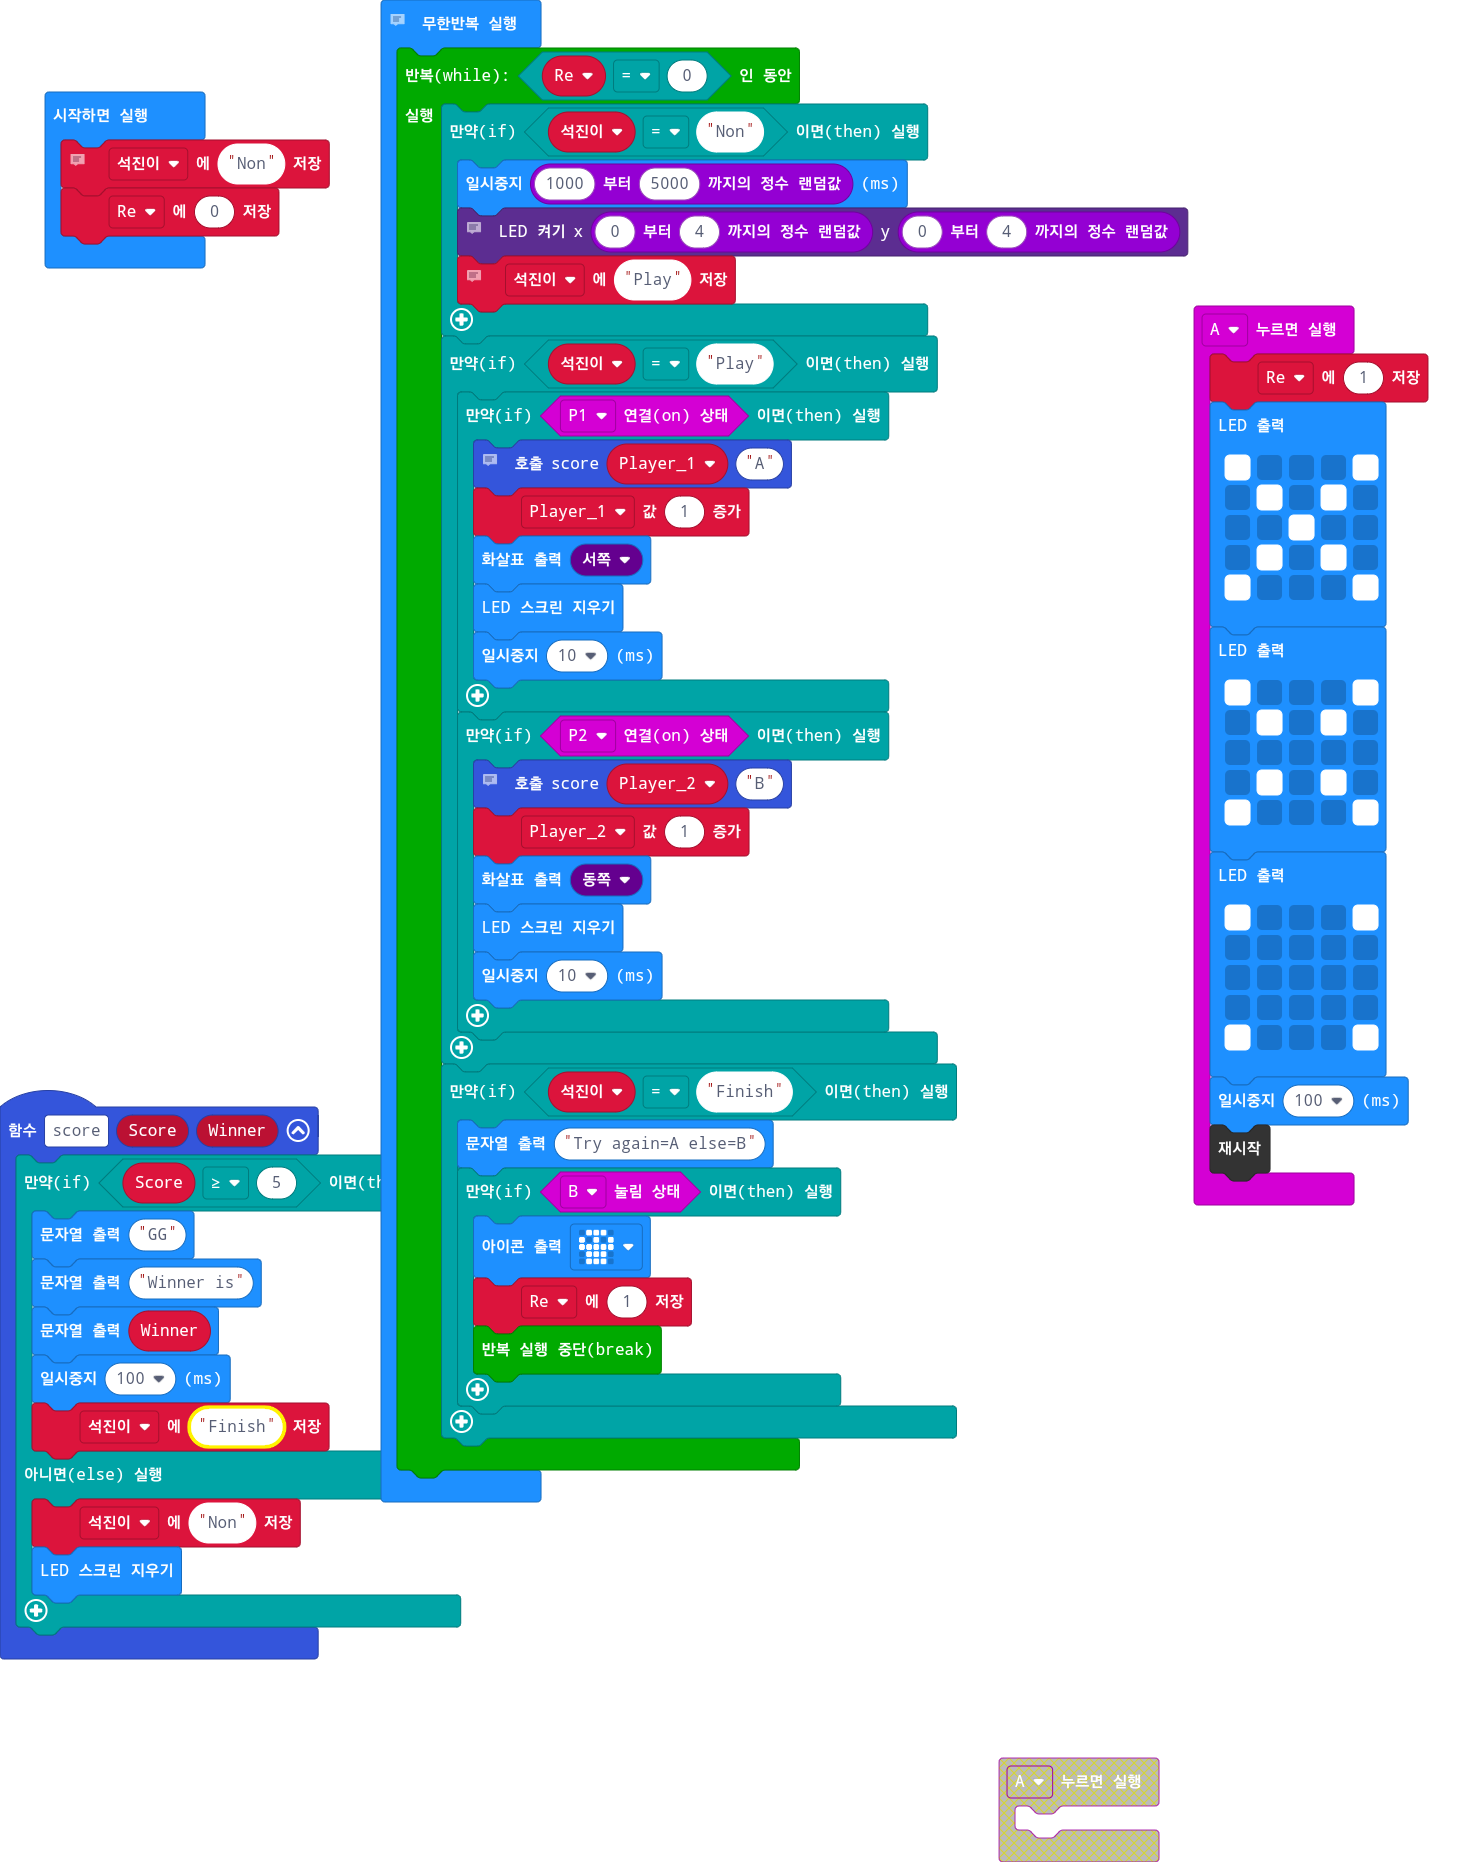 시작하면 실행
석진이 에 "Non" 저장
Re 에 0 저장
무한반복 실행
반복(while): Re = 0 인 동안
실행
만약(if) 석진이 = "Non" 이면(then) 실행
일시중지 1000 부터 5000 까지의 정수 랜덤값 (ms)
LED 켜기 x 0 부터 4 까지의 정수 랜덤값 y 0 부터 4 까지의 정수 랜덤값
석진이 에 "Play" 저장
만약(if) 석진이 = "Play" 이면(then) 실행
만약(if) P1 연결(on) 상태 이면(then) 실행
호출 score Player_1 "A"
Player_1 값 1 증가
화살표 출력 서쪽
LED 스크린 지우기
일시중지 10 (ms)
만약(if) P2 연결(on) 상태 이면(then) 실행
호출 score Player_2 "B"
Player_2 값 1 증가
화살표 출력 동쪽
LED 스크린 지우기
일시중지 10 (ms)
만약(if) 석진이 = "Finish" 이면(then) 실행
문자열 출력 "Try again=A else=B"
만약(if) B 눌림 상태 이면(then) 실행
아이콘 출력
Re 에 1 저장
반복 실행 중단(break)
A 누르면 실행
Re 에 1 저장
LED 출력
LED 출력
LED 출력
일시중지 100 (ms)
재시작
함수 score Score Winner
만약(if) Score ≥ 5 이면(th
문자열 출력 "GG"
문자열 출력 "Winner is"
문자열 출력 Winner
일시중지 100 (ms)
석진이 에 "Finish" 저장
아니면(else) 실행
석진이 에 "Non" 저장
LED 스크린 지우기
A 누르면 실행